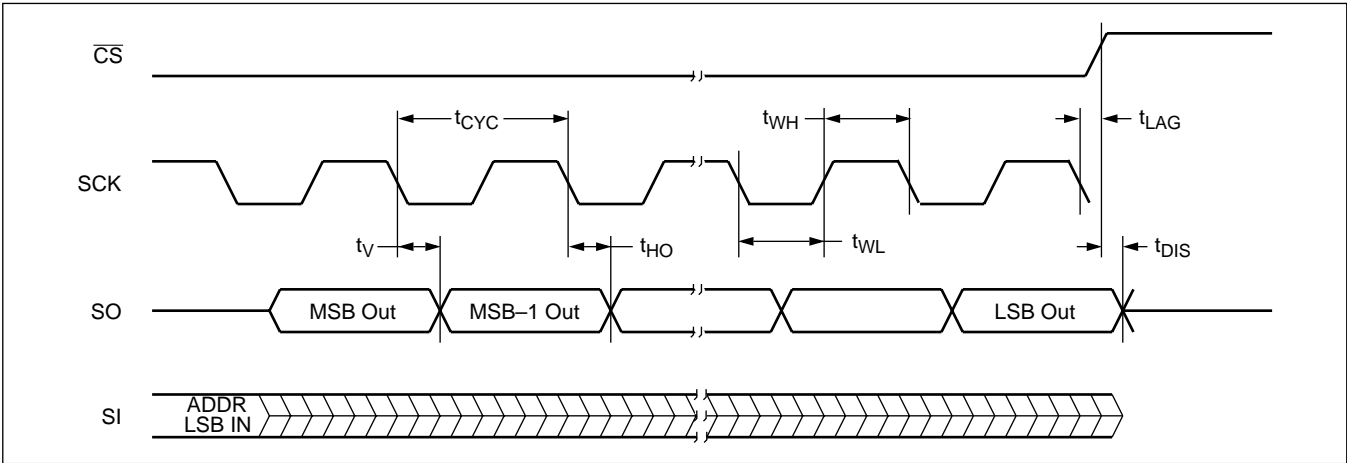 C̅S̅
tCYC
tWH
tLAG
SCK
tV
tHO
tWL
tDIS
SO
MSB Out
MSB–1 Out
LSB Out
SI
ADDR
LSB IN